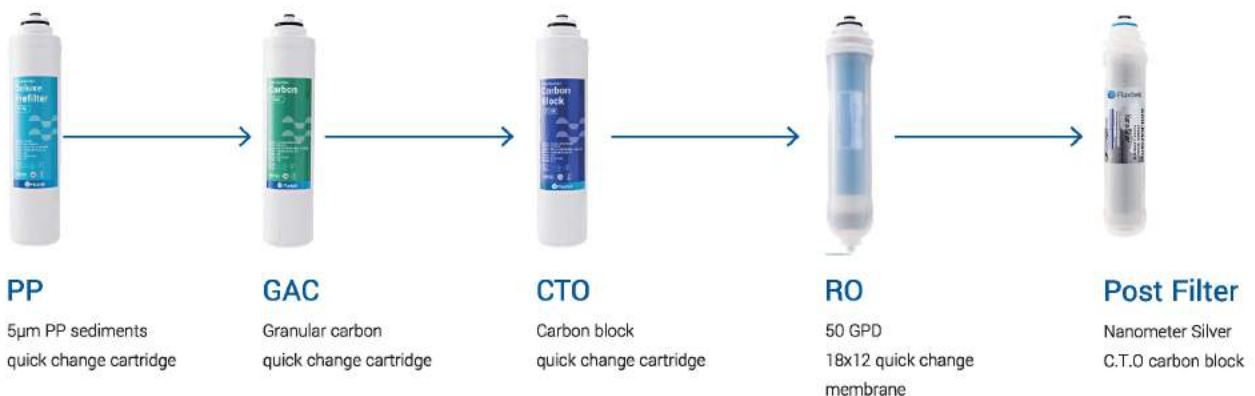 Deluxe
Prefilter
Carbon
Carbon
Block
Fluxtek
PP
5µm PP sediments
quick change cartridge
GAC
Granular carbon
quick change cartridge
CTO
Carbon block
quick change cartridge
RO
50 GPD
18x12 quick change
membrane
Post Filter
Nanometer Silver
C.T.O carbon block